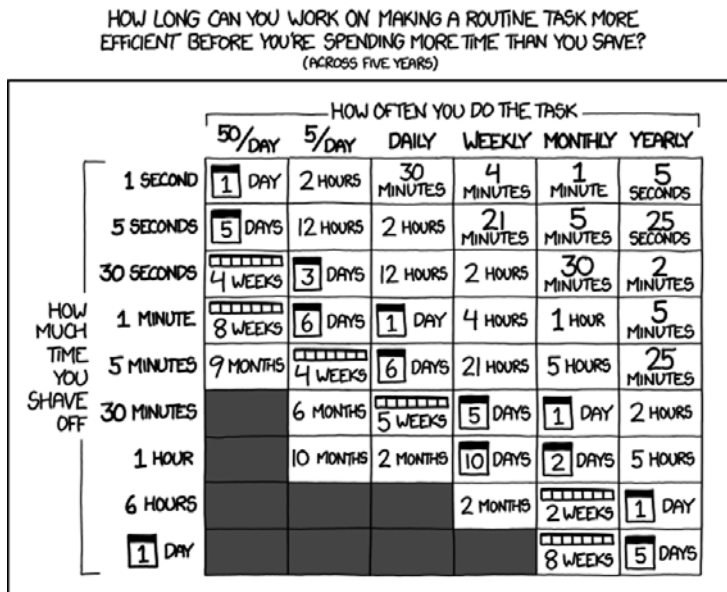 HOW LONG CAN YOU WORK ON MAKING A ROUTINE TASK MORE
EFFICIENT BEFORE YOU'RE SPENDING MORE TIME THAN YOU SAVE?
(ACROSS FIVE YEARS)
HOW OFTEN YOU DO THE TASK
50/DAY 5/DAY DAILY WEEKLY MONTHLY YEARLY
HOW MUCH TIME YOU SHAVE OFF
1 SECOND 1 DAY 2 HOURS 30 MINUTES 4 MINUTES 1 MINUTE 5 SECONDS
5 SECONDS 5 DAYS 12 HOURS 2 HOURS 21 MINUTES 5 MINUTES 25 SECONDS
30 SECONDS 4 WEEKS 3 DAYS 12 HOURS 2 HOURS 30 MINUTES 2 MINUTES
1 MINUTE 8 WEEKS 6 DAYS 1 DAY 4 HOURS 1 HOUR 5 MINUTES
5 MINUTES 9 MONTHS 4 WEEKS 6 DAYS 21 HOURS 5 HOURS 25 MINUTES
30 MINUTES 6 MONTHS 5 WEEKS 5 DAYS 1 DAY 2 HOURS
1 HOUR 10 MONTHS 2 MONTHS 10 DAYS 2 DAYS 5 HOURS
6 HOURS 2 MONTHS 2 WEEKS 1 DAY
1 DAY 8 WEEKS 5 DAYS